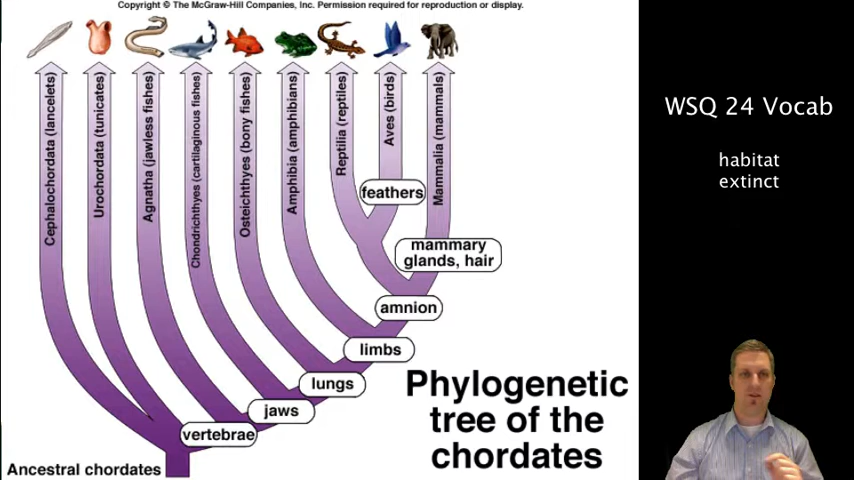 Copyright © The McGraw-Hill Companies, Inc. Permission required for reproduction or display.
WSQ 24 Vocab
habitat
extinct
Cephalochordata (lancelets)
Urochordata (tunicates)
Agnatha (jawless fishes)
Chondrichthyes (cartilaginous fishes)
Osteichthyes (bony fishes)
Amphibia (amphibians)
Reptilia (reptiles)
Aves (birds)
Mammalia (mammals)
feathers
mammary
glands, hair
amnion
limbs
lungs
jaws
vertebrae
Ancestral chordates
Phylogenetic
tree of the
chordates